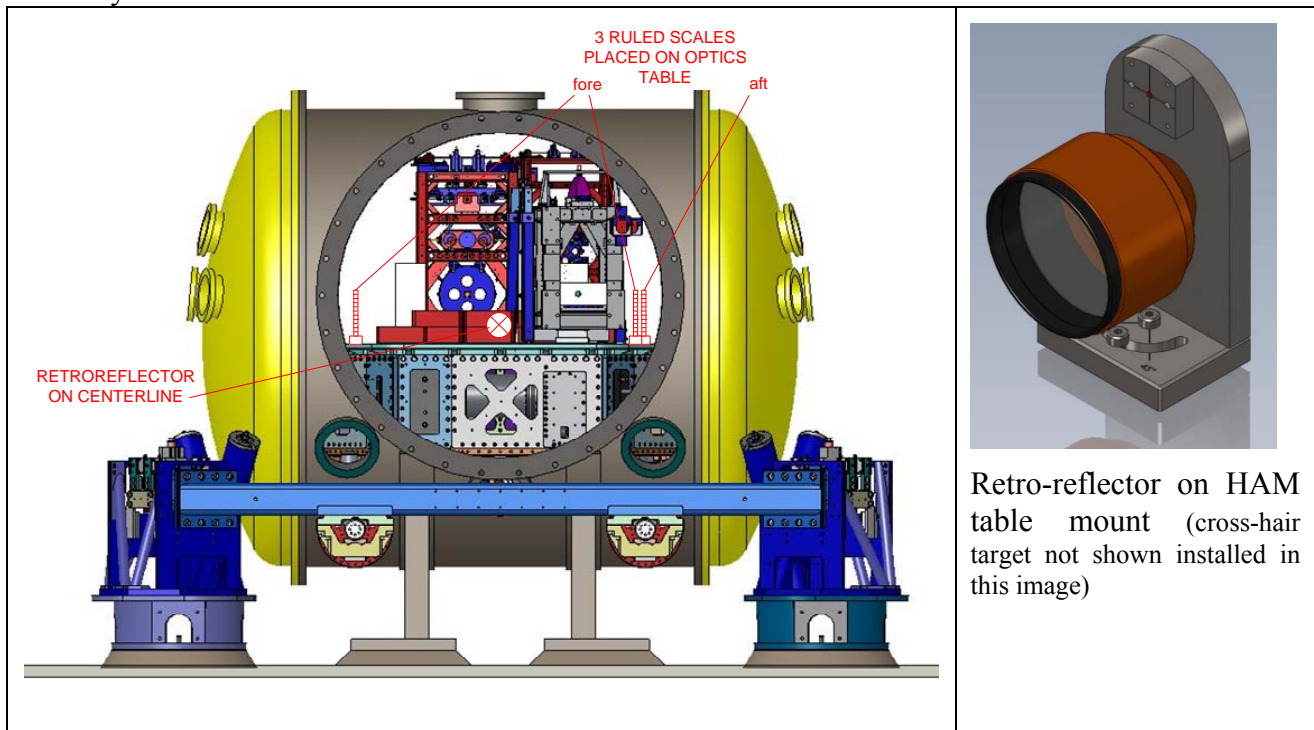 3 RULED SCALES
PLACED ON OPTICS
TABLE
fore
aft
RETROREFLECTOR
ON CENTERLINE
Retro-reflector on HAM
table mount (cross-hair
target not shown installed in
this image)